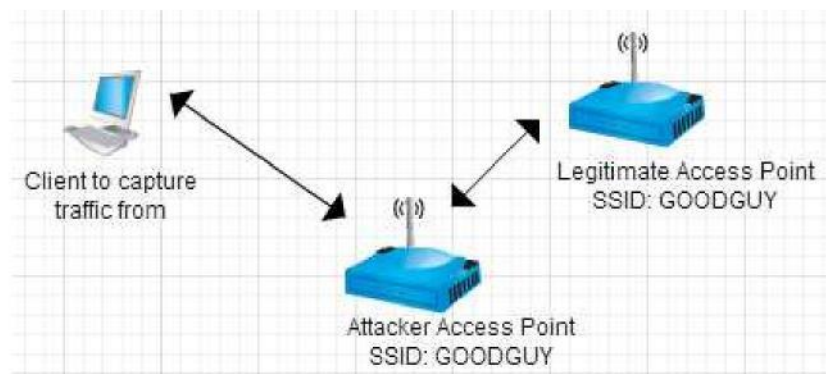 Client to capture
traffic from
Legitimate Access Point
SSID: GOODGUY
Attacker Access Point
SSID: GOODGUY